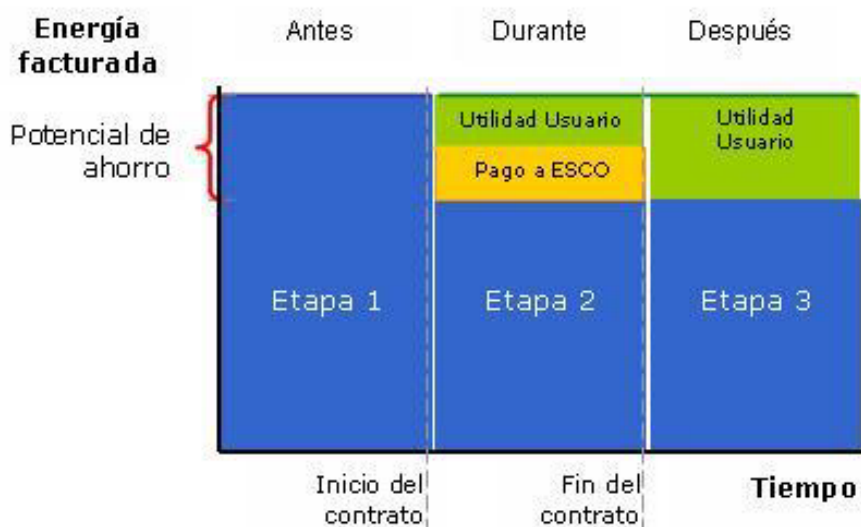 Energía
facturada
Antes
Durante
Después
Potencial de
ahorro
Utilidad Usuario
Pago a ESCO
Utilidad
Usuario
Etapa 1
Etapa 2
Etapa 3
Inicio del
contrato
Fin del
contrato
Tiempo